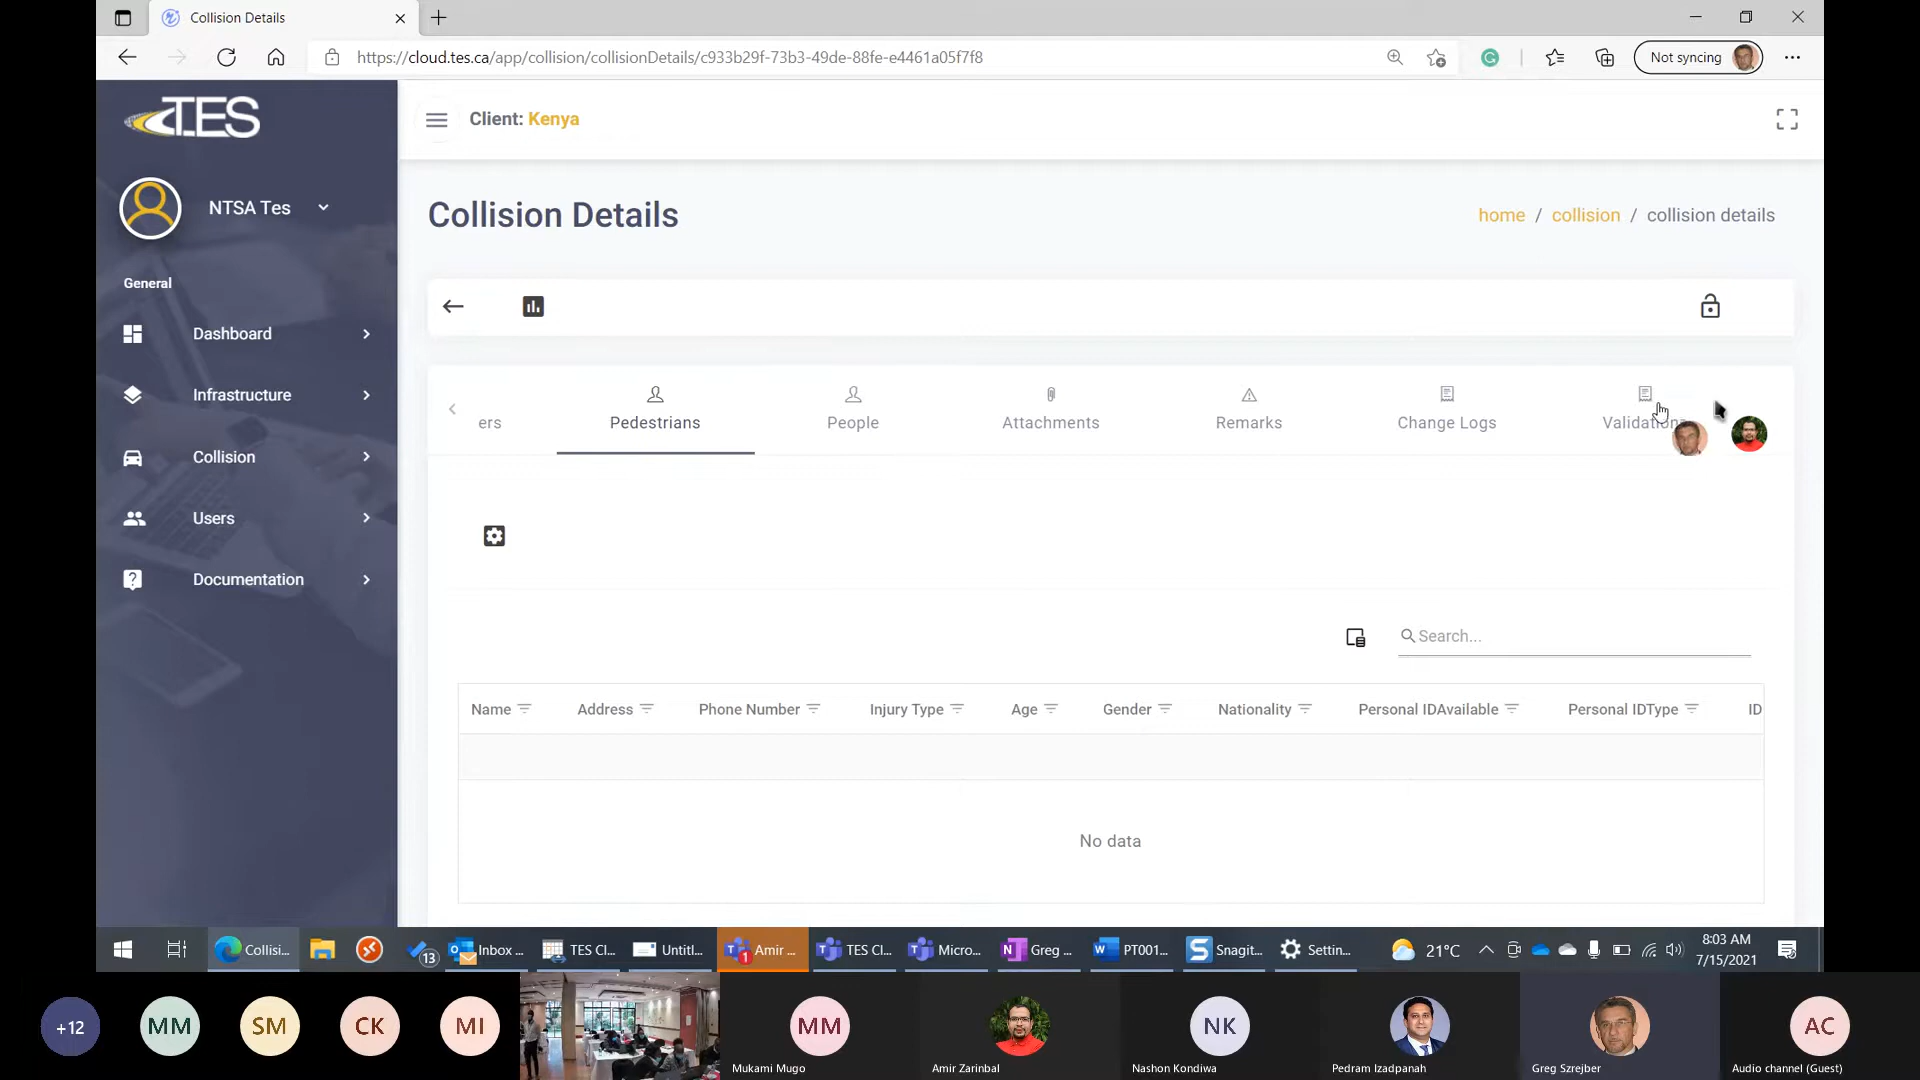 Collision Details
https://cloud.tes.ca/app/collision/collisionDetails/c933b29f-73b3-49de-88fe-e4461a05f7f8
Not syncing
TES
Client: Kenya
NTSA Tes
Collision Details
home / collision / collision details
General
Dashboard
Infrastructure
Collision
Users
Documentation
ers
Pedestrians
People
Attachments
Remarks
Change Logs
Validations
Search...
Name
Address
Phone Number
Injury Type
Age
Gender
Nationality
Personal IDAvailable
Personal IDType
ID
No data
Collisi...
13
Inbox ...
TES Cl...
Untitl...
1
Amir ...
TES Cl...
Micro...
Greg ...
PT001...
Snagit...
Settin...
21°C
8:03 AM
7/15/2021
+12
MM
SM
CK
MI
MM
Mukami Mugo
Amir Zarinbal
NK
Nashon Kondiwa
Pedram Izadpanah
Greg Szrejber
AC
Audio channel (Guest)